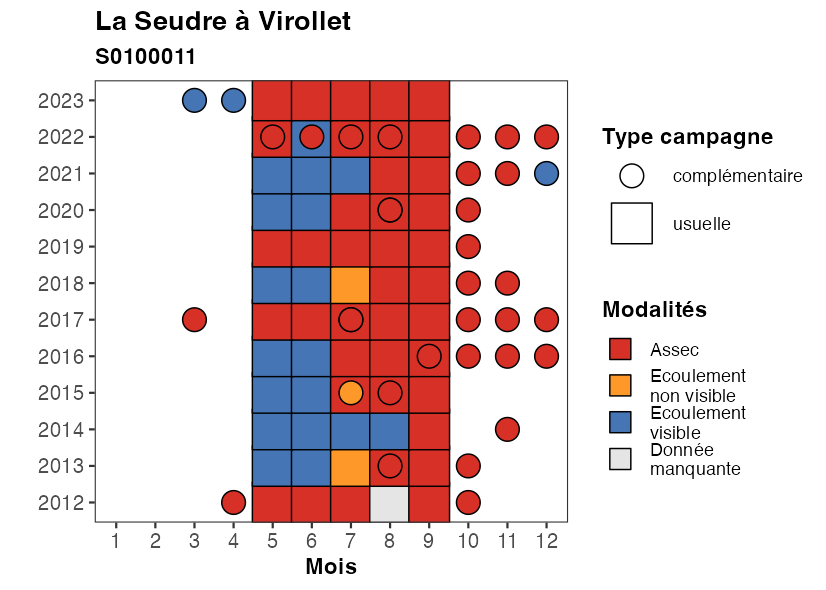 La Seudre à Virollet
S0100011
2023
2022
2021
2020
2019
2018
2017
2016
2015
2014
2013
2012
1 2 3 4 5 6 7 8 9 10 11 12
Mois
Type campagne
complémentaire
usuelle
Modalités
Assec
Ecoulement
non visible
Ecoulement
visible
Donnée
manquante